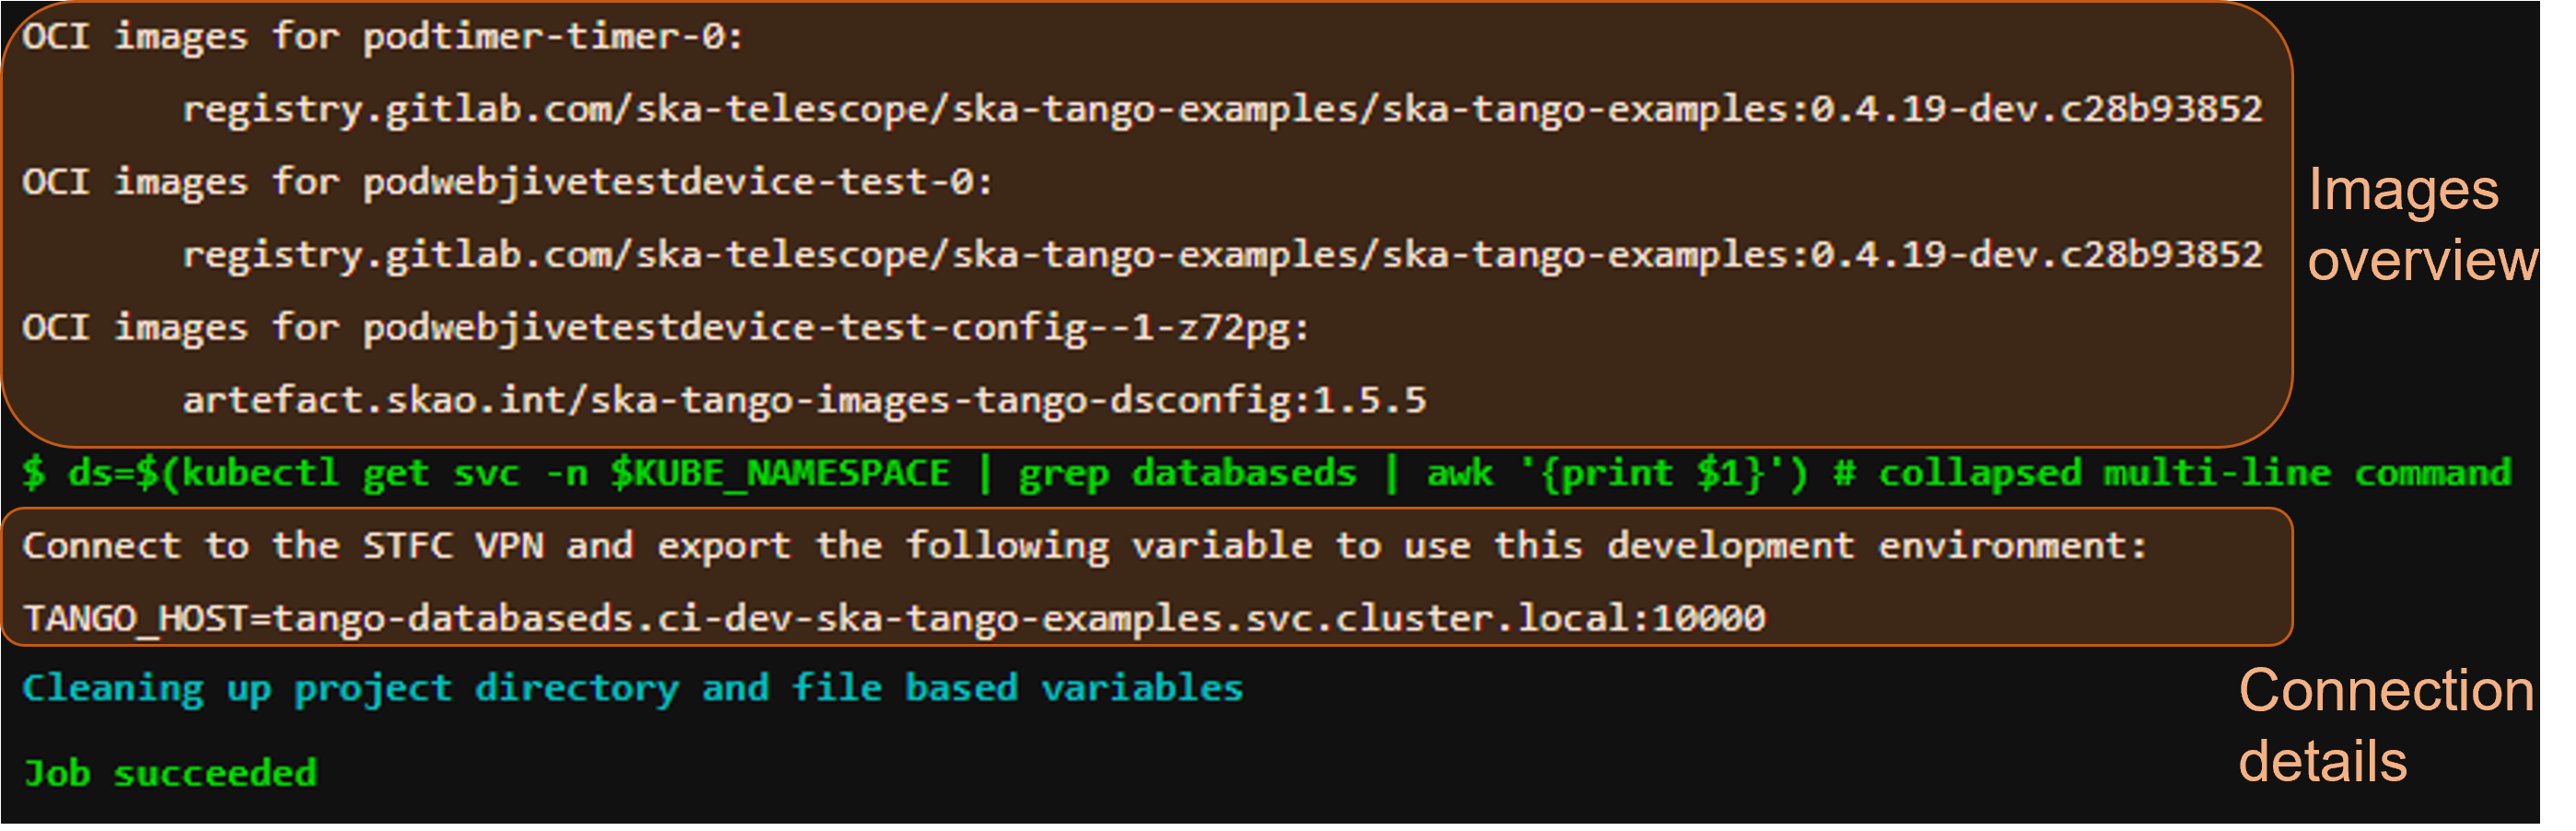 OCI images for podtimer-timer-0:
registry.gitlab.com/ska-telescope/ska-tango-examples/ska-tango-examples:0.4.19-dev.c28b93852
OCI images for podwebjivetestdevice-test-0:
registry.gitlab.com/ska-telescope/ska-tango-examples/ska-tango-examples:0.4.19-dev.c28b93852
OCI images for podwebjivetestdevice-test-config--1-z72pg:
artefact.skao.int/ska-tango-images-tango-dsconfig:1.5.5
Images
overview
$ ds=$(kubectl get svc -n $KUBE_NAMESPACE | grep databaseds | awk '{print $1}') # collapsed multi-line command
Connect to the STFC VPN and export the following variable to use this development environment:
TANGO_HOST=tango-databaseds.ci-dev-ska-tango-examples.svc.cluster.local:10000
Connection
details
Cleaning up project directory and file based variables
Job succeeded